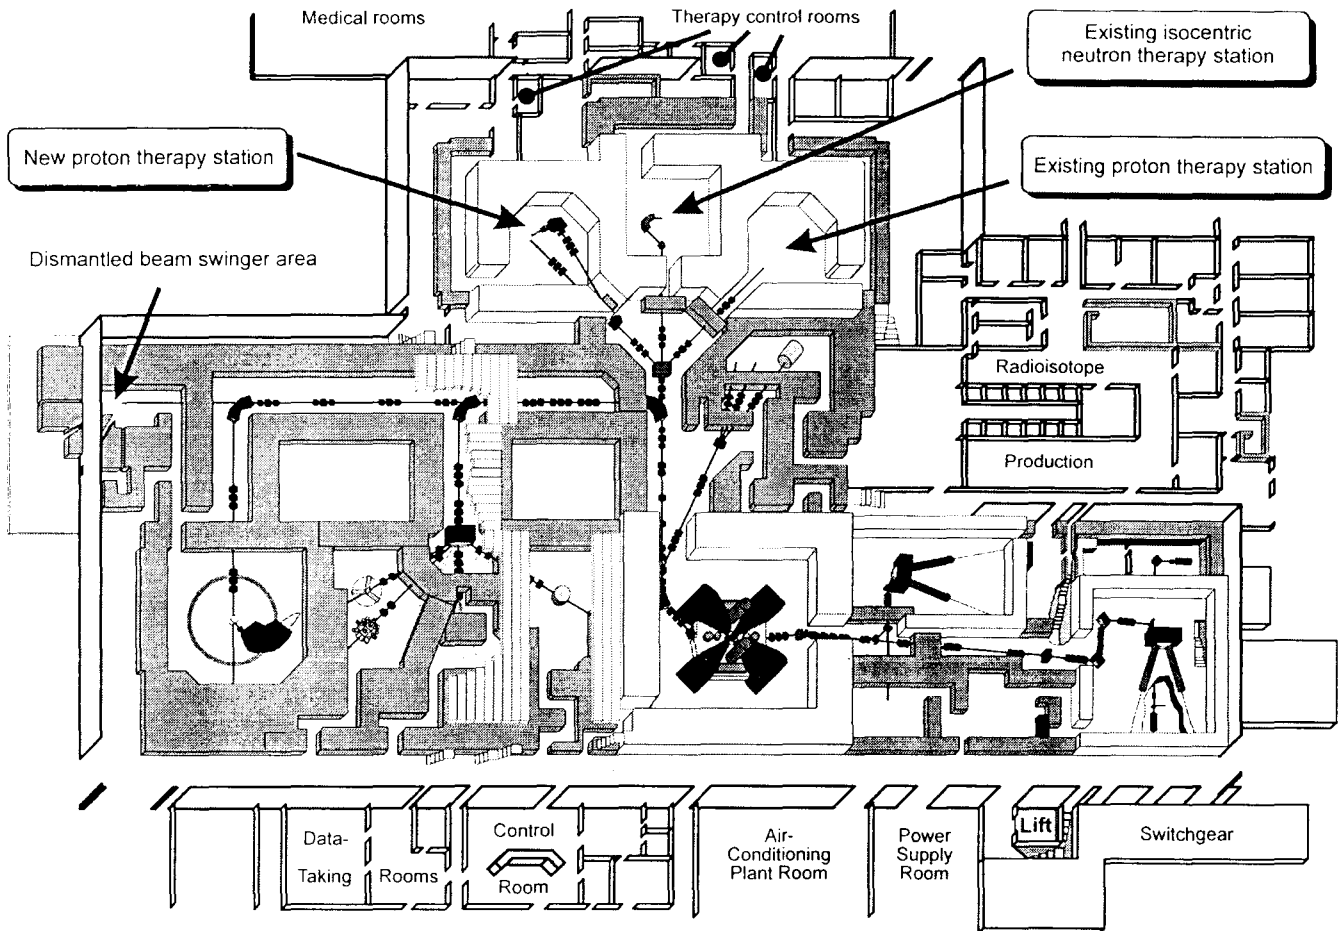 Medical rooms
Therapy control rooms
Existing isocentric
neutron therapy station
New proton therapy station
Existing proton therapy station
Dismantled beam swinger area
Radioisotope
Production
Data-
Taking
Rooms
Control
Room
Air-
Conditioning
Plant Room
Power
Supply
Room
Lift
Switchgear